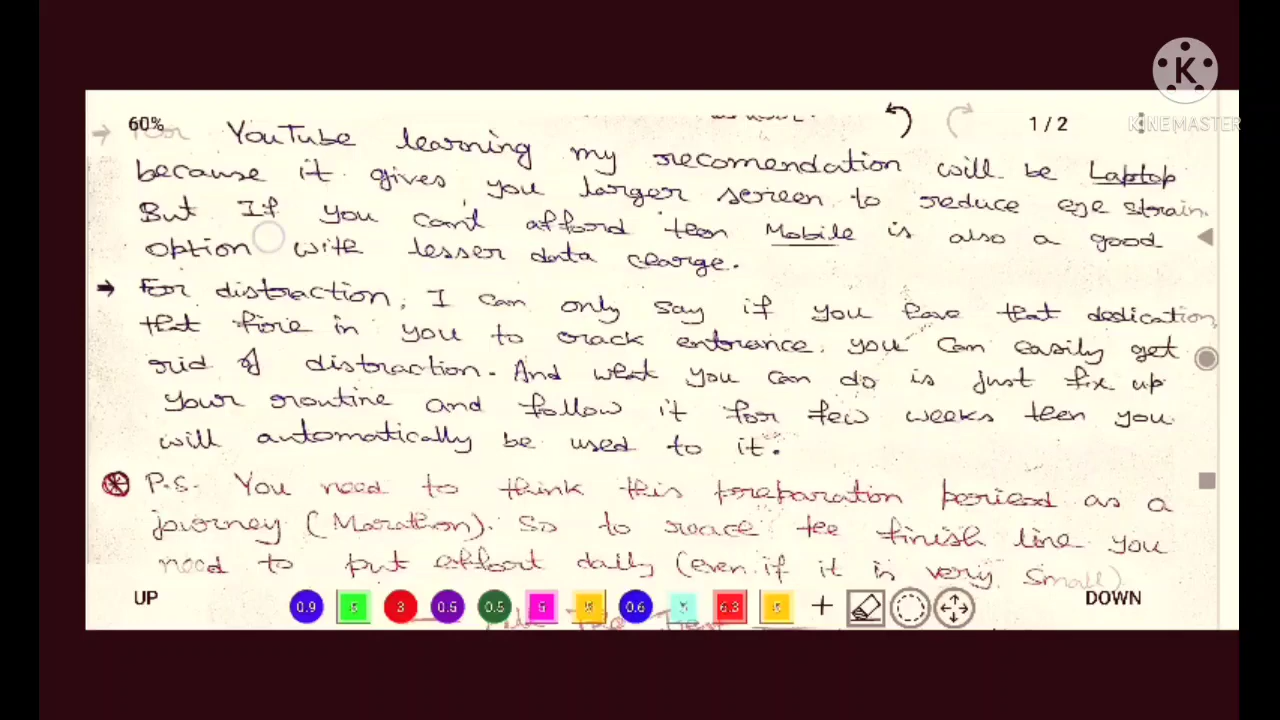 60%
1 / 2
KINEMASTER
→ For YouTube learning my recomendation will be Laptop
because it gives you larger screen to reduce eye strain.
But If you can't afford then Mobile is also a good
option with lesser data charge.
→ For distraction, I can only say if you have that dedication,
that fire in you to crack entrance. you can easily get
rid of distraction. And what you can do is just fix up
your routine and follow it for few weeks then you
will automatically be used to it.
P.S. You need to think this preparation period as a
journey (Marathon). So to reach the finish line you
need to put effort daily (even if it is very small)
UP
DOWN
0.9 5 3 0.5 0.5 5 0.6 6.3